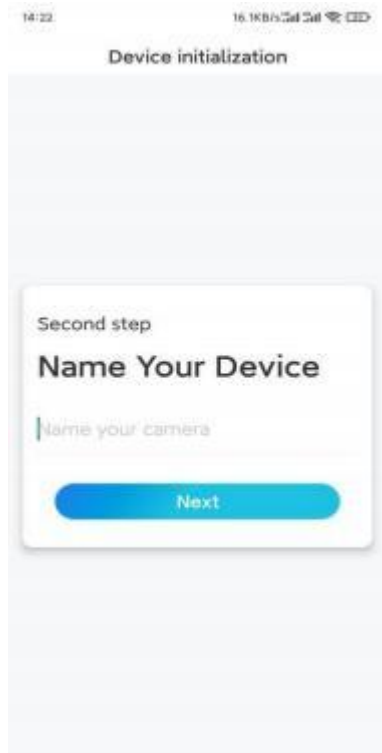 14:22 16.1KB/s
Device initialization
Second step
Name Your Device
Name your camera
Next